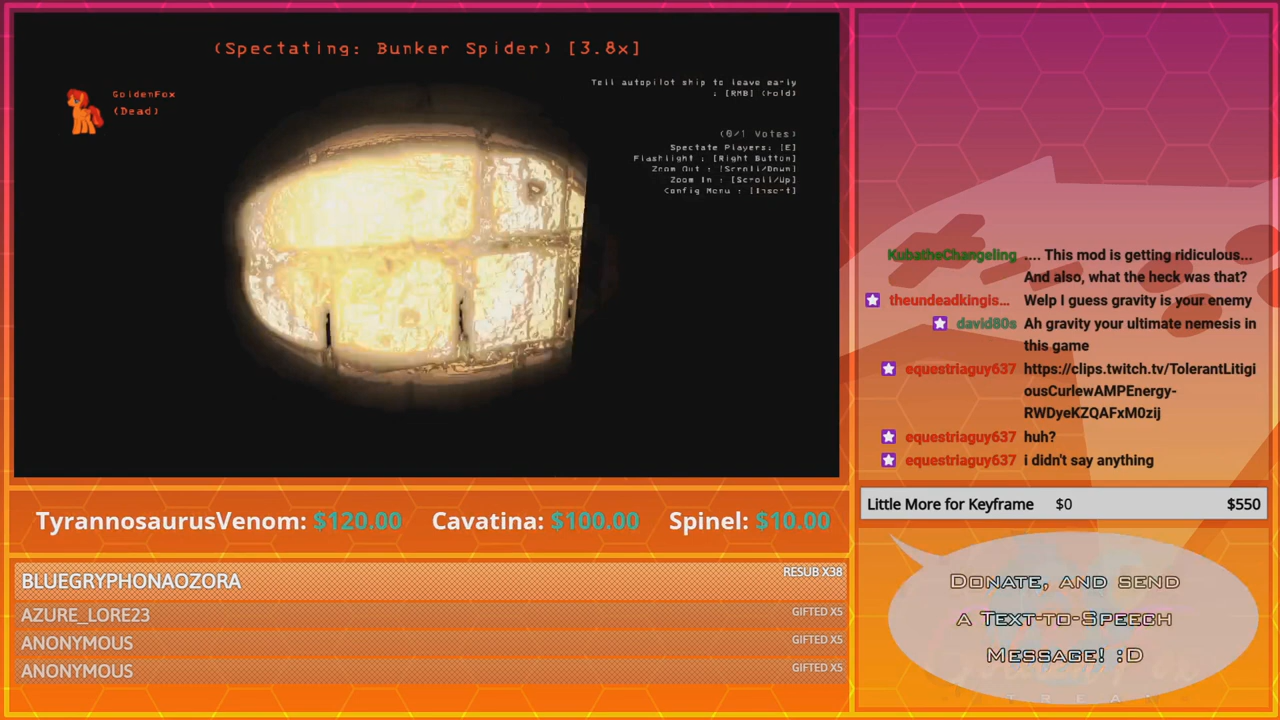 (Spectating: Bunker Spider) [3.8x]
GoldenFox
(Dead)
Tell autopilot ship to leave early
: [RMB] (Hold)
(0/1 Votes)
Spectate Players: [E]
Flashlight : [Right Button]
Zoom Out : [Scroll/Down]
Zoom In : [Scroll/Up]
Config Menu : [Insert]
KubatheChangeling .... This mod is getting ridiculous...
And also, what the heck was that?
theundeadkingis... Welp I guess gravity is your enemy
david80s Ah gravity your ultimate nemesis in
this game
equestriaguy637 https://clips.twitch.tv/TolerantLitigi
ousCurlewAMPEnergy-
RWDyeKZQAFxM0zij
equestriaguy637 huh?
equestriaguy637 i didn't say anything
Little More for Keyframe $0 $550
TyrannosaurusVenom: $120.00 Cavatina: $100.00 Spinel: $10.00
BLUEGRYPHONAOZORA RESUB X38
AZURE_LORE23 GIFTED X5
ANONYMOUS GIFTED X5
ANONYMOUS GIFTED X5
Donate, and send
a Text-to-Speech
Message! :D